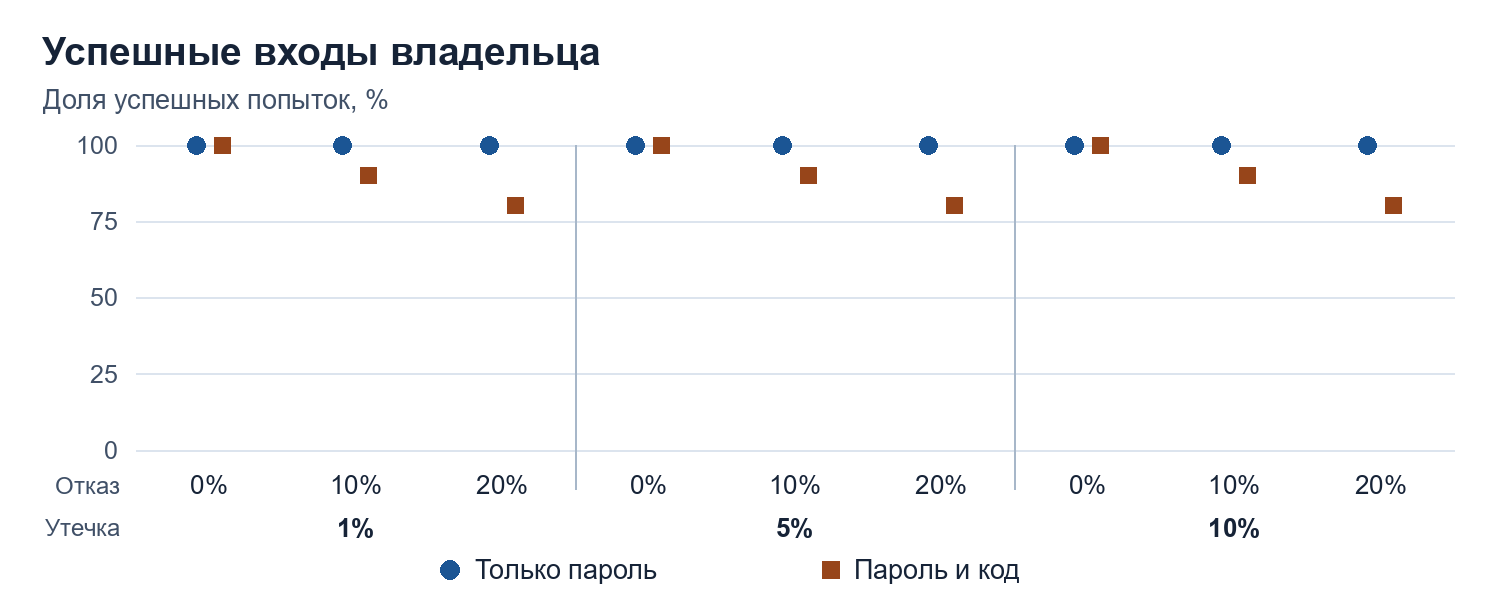 Успешные входы владельца
Доля успешных попыток, %
100
75
50
25
0
Отказ 0% 10% 20% 0% 10% 20% 0% 10% 20%
Утечка 1% 5% 10%
Только пароль Пароль и код